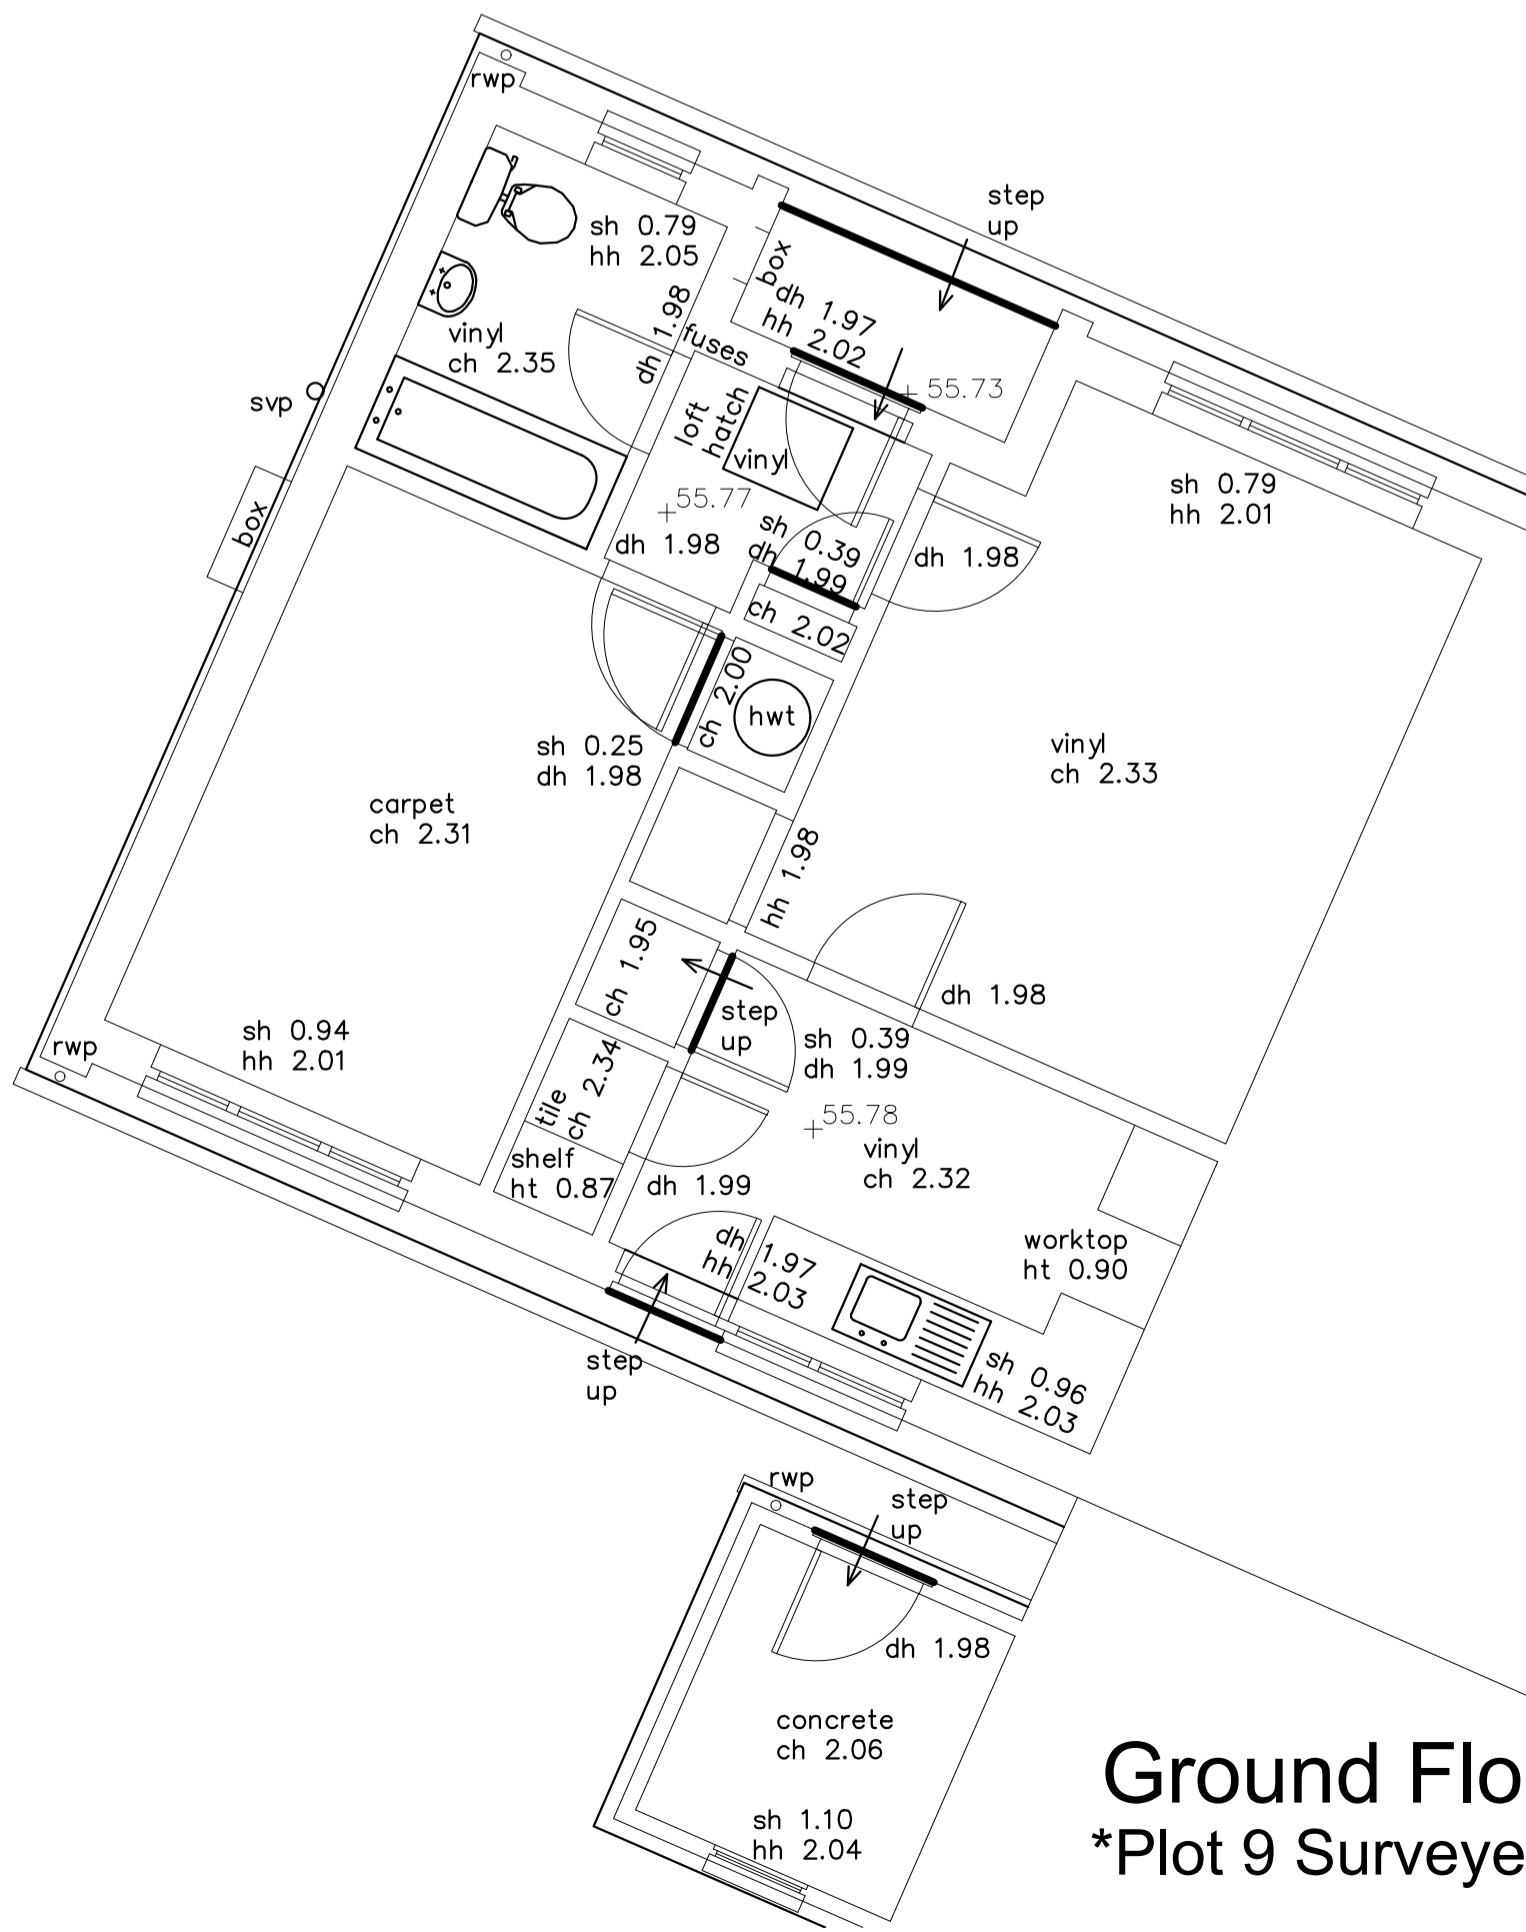 rwp
step
up
sh 0.79
hh 2.05
box
dh 1.97
hh 2.02
dh 1.98
fuses
vinyl
ch 2.35
55.73
svp
loft
hatch
vinyl
sh 0.79
hh 2.01
55.77
box
dh 1.98
sh 0.39
dh 1.99
dh 1.98
ch 2.02
ch 2.00
hwt
sh 0.25
dh 1.98
vinyl
ch 2.33
carpet
ch 2.31
hh 1.98
ch 1.95
dh 1.98
step
up
sh 0.39
dh 1.99
sh 0.94
hh 2.01
rwp
tile
ch 2.34
55.78
vinyl
ch 2.32
shelf
ht 0.87
dh 1.99
dh 1.97
hh 2.03
worktop
ht 0.90
step
up
sh 0.96
hh 2.03
rwp
step
up
dh 1.98
concrete
ch 2.06
Ground Flo
sh 1.10
hh 2.04
*Plot 9 Surveye